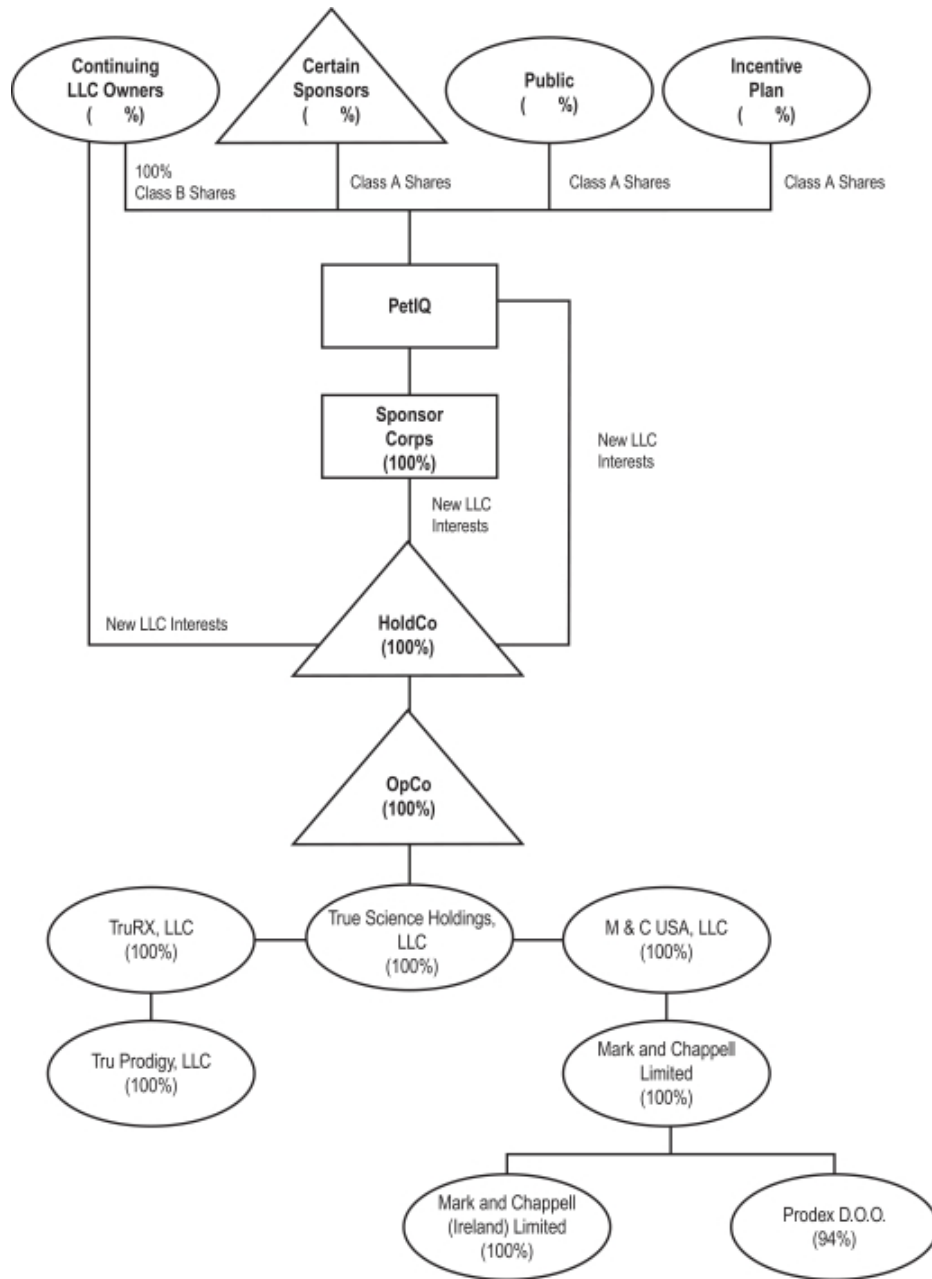 Continuing
LLC Owners
( %)
Certain
Sponsors
( %)
Public
( %)
Incentive
Plan
( %)
100%
Class B Shares
Class A Shares
Class A Shares
Class A Shares
PetIQ
Sponsor
Corps
(100%)
New LLC
Interests
New LLC
Interests
New LLC Interests
HoldCo
(100%)
OpCo
(100%)
TruRX, LLC
(100%)
True Science Holdings,
LLC
(100%)
M & C USA, LLC
(100%)
Tru Prodigy, LLC
(100%)
Mark and Chappell
Limited
(100%)
Mark and Chappell
(Ireland) Limited
(100%)
Prodex D.O.O.
(94%)